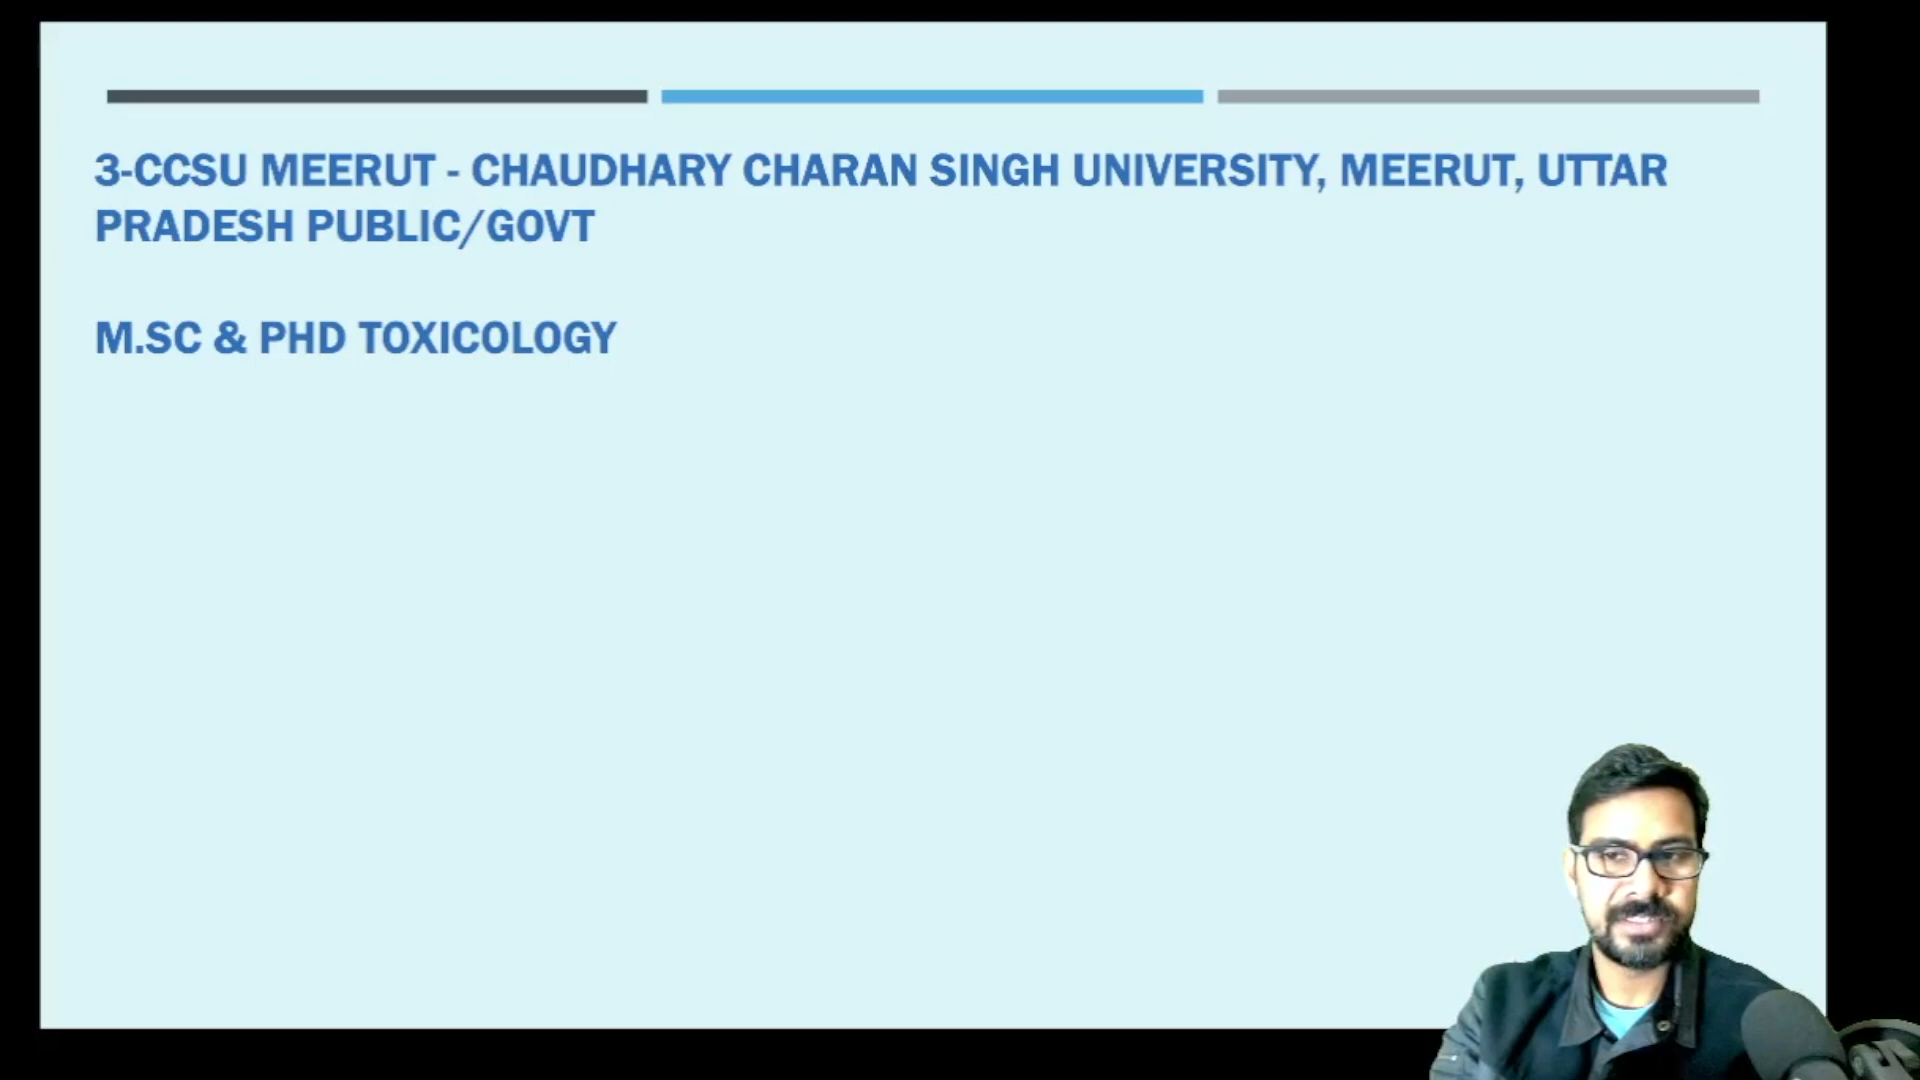 3-CCSU MEERUT - CHAUDHARY CHARAN SINGH UNIVERSITY, MEERUT, UTTAR
PRADESH PUBLIC/GOVT
M.SC & PHD TOXICOLOGY